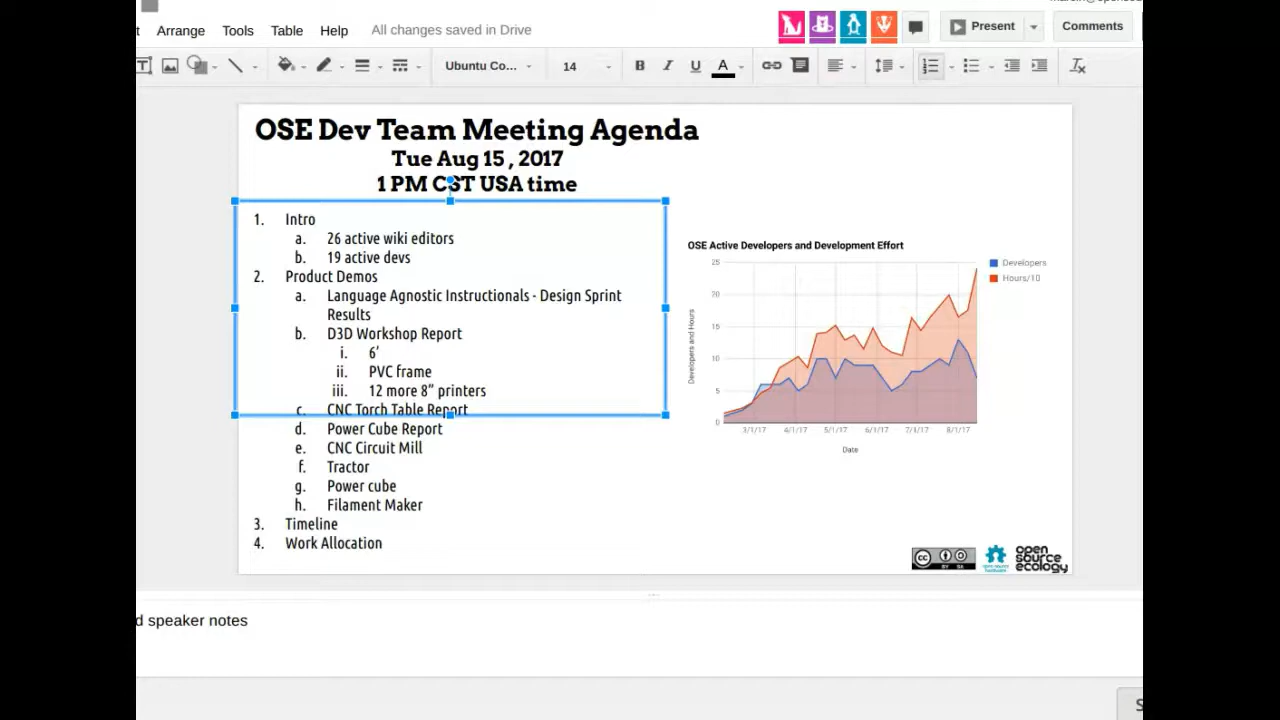 Arrange Tools Table Help All changes saved in Drive Present Comments
Ubuntu Co... 14 B I U A
OSE Dev Team Meeting Agenda
Tue Aug 15 , 2017
1 PM CST USA time
1. Intro
a. 26 active wiki editors
b. 19 active devs
2. Product Demos
a. Language Agnostic Instructionals - Design Sprint
Results
b. D3D Workshop Report
i. 6’
ii. PVC frame
iii. 12 more 8” printers
c. CNC Torch Table Report
d. Power Cube Report
e. CNC Circuit Mill
f. Tractor
g. Power cube
h. Filament Maker
3. Timeline
4. Work Allocation
OSE Active Developers and Development Effort
Developers
Hours/10
Developers and Hours
25
20
15
10
5
0
3/1/17 4/1/17 5/1/17 6/1/17 7/1/17 8/1/17
Date
cc BY SA
open
source
ecology
d speaker notes